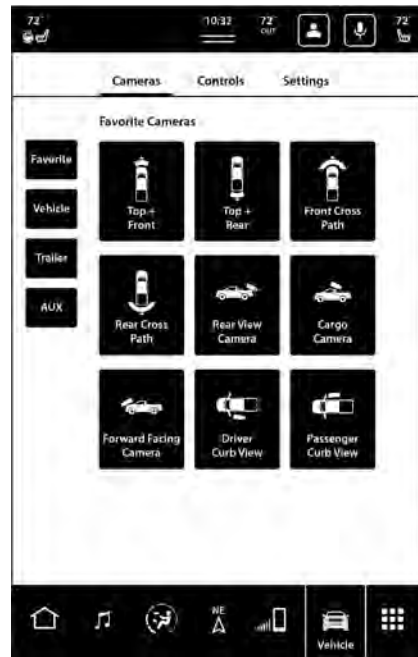 72°
10:32
72°
OUT
72°
Cameras
Controls
Settings
Favorite Cameras
Favorite
Vehicle
Trailer
AUX
Top +
Front
Top +
Rear
Front Cross
Path
Rear Cross
Path
Rear View
Camera
Cargo
Camera
Forward Facing
Camera
Driver
Curb View
Passenger
Curb View
NE
Vehicle